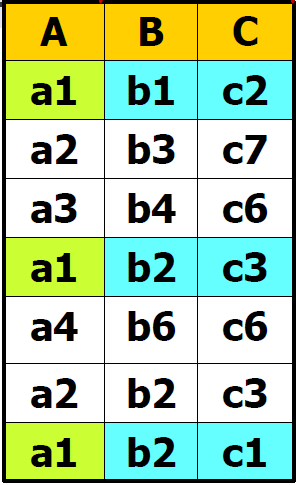 A B C
a1 b1 c2
a2 b3 c7
a3 b4 c6
a1 b2 c3
a4 b6 c6
a2 b2 c3
a1 b2 c1